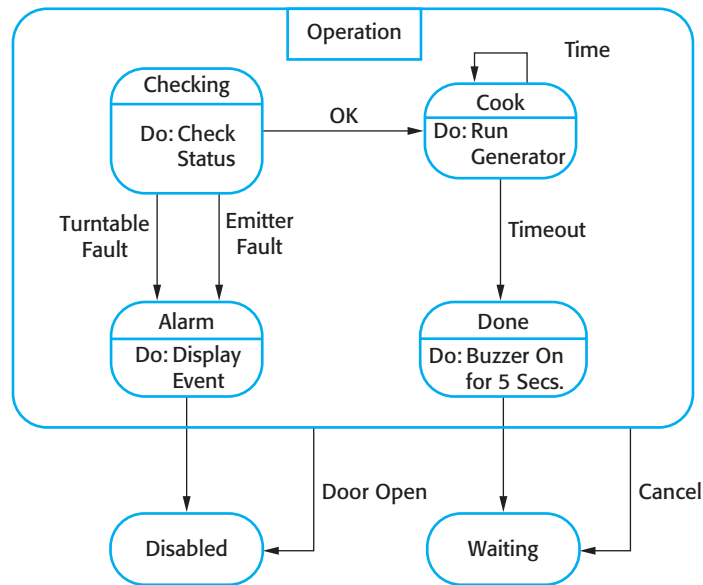 Operation
Checking
Do: Check
Status
OK
Time
Cook
Do: Run
Generator
Turntable
Fault
Emitter
Fault
Timeout
Alarm
Do: Display
Event
Done
Do: Buzzer On
for 5 Secs.
Door Open
Cancel
Disabled
Waiting